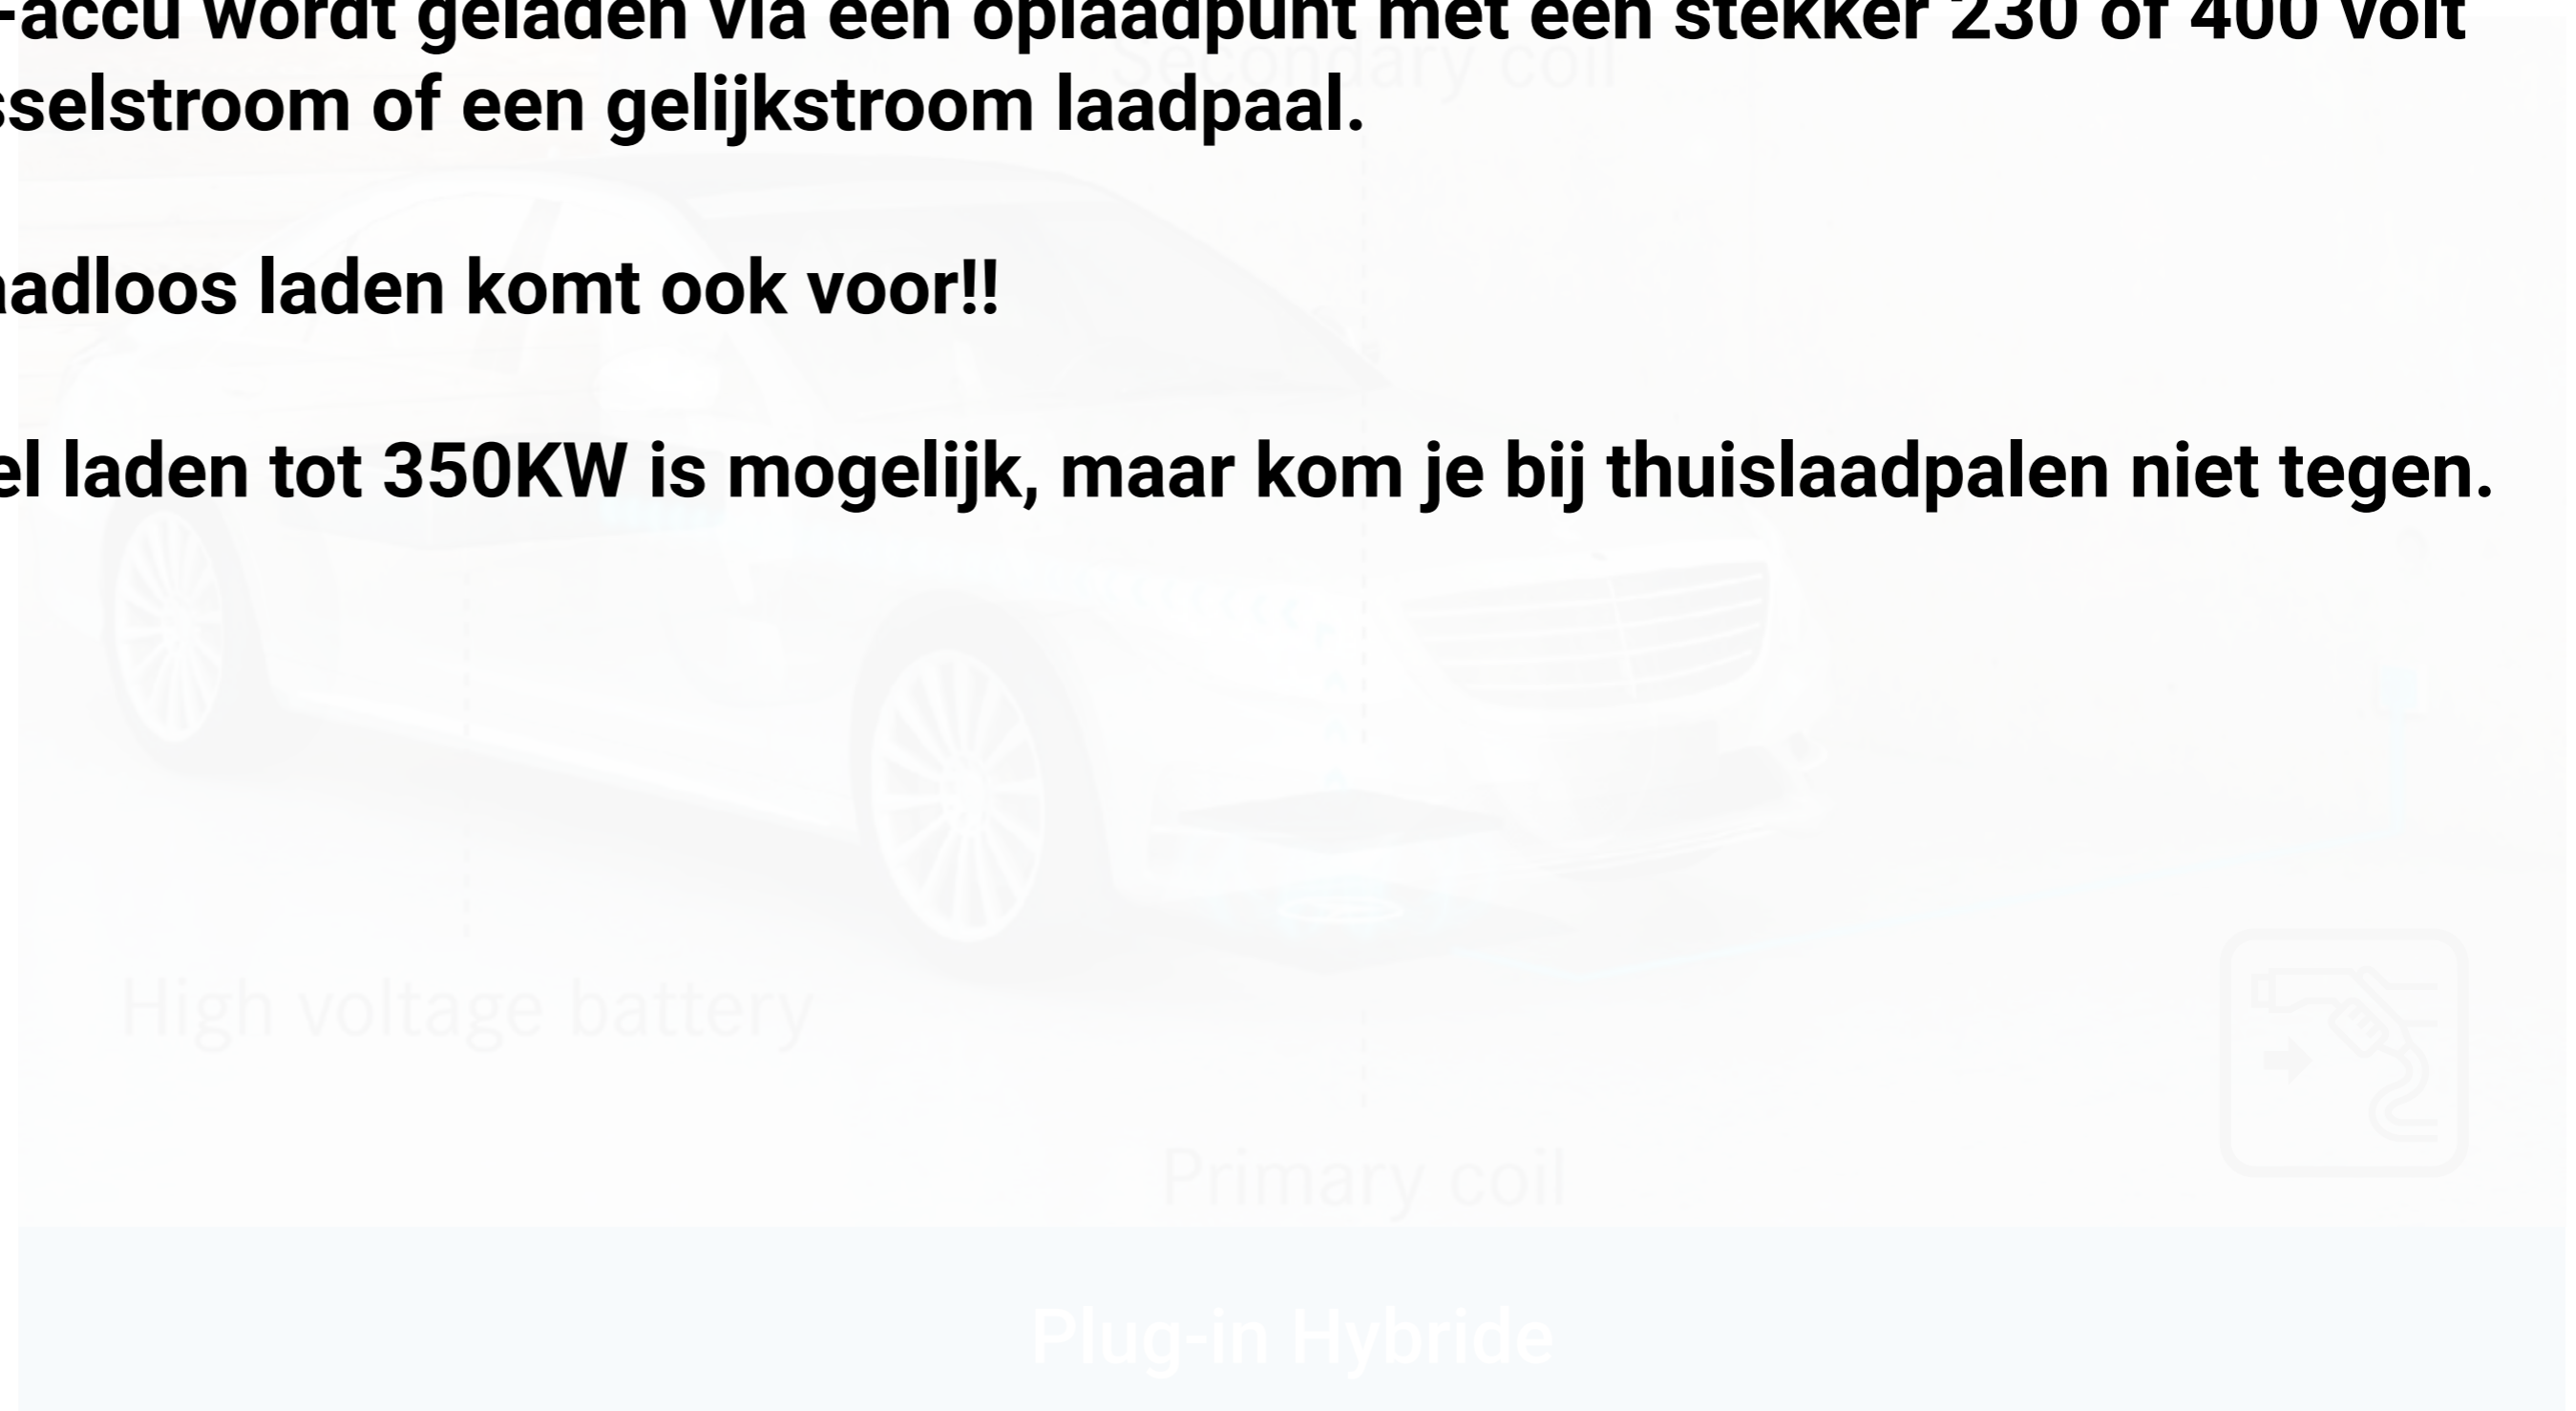 -accu wordt geladen via een oplaadpunt met een stekker 230 of 400 volt
Secondary coil
sselstroom of een gelijkstroom laadpaal.
aadloos laden komt ook voor!!
el laden tot 350KW is mogelijk, maar kom je bij thuislaadpalen niet tegen.
High voltage battery
Primary coil
Plug-in Hybride